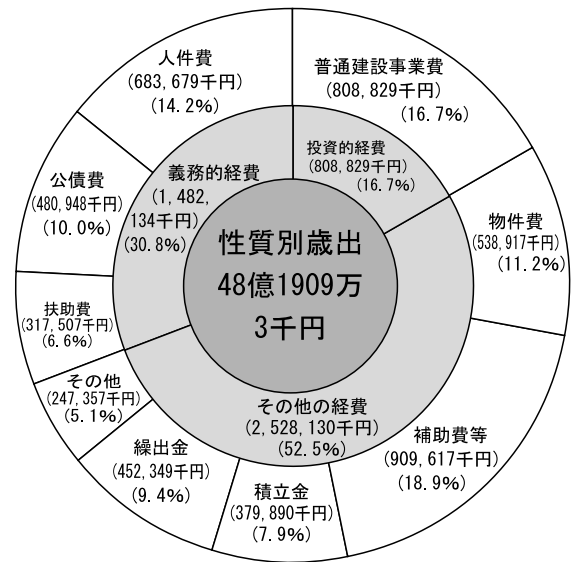 性質別歳出
48億1909万
3千円
投資的経費
(808,829千円)
(16.7%)
その他の経費
(2,528,130千円)
(52.5%)
義務的経費
(1,482,
134千円)
(30.8%)
普通建設事業費
(808,829千円)
(16.7%)
物件費
(538,917千円)
(11.2%)
補助費等
(909,617千円)
(18.9%)
積立金
(379,890千円)
(7.9%)
繰出金
(452,349千円)
(9.4%)
その他
(247,357千円)
(5.1%)
扶助費
(317,507千円)
(6.6%)
公債費
(480,948千円)
(10.0%)
人件費
(683,679千円)
(14.2%)